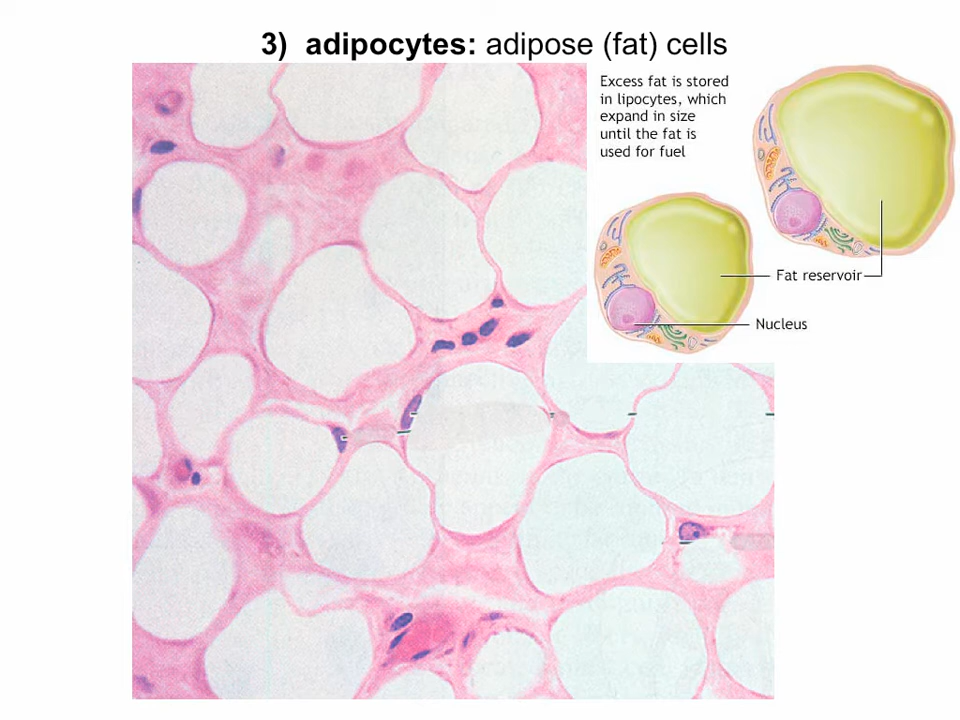 3) adipocytes: adipose (fat) cells
Excess fat is stored
in lipocytes, which
expand in size
until the fat is
used for fuel
Fat reservoir
Nucleus